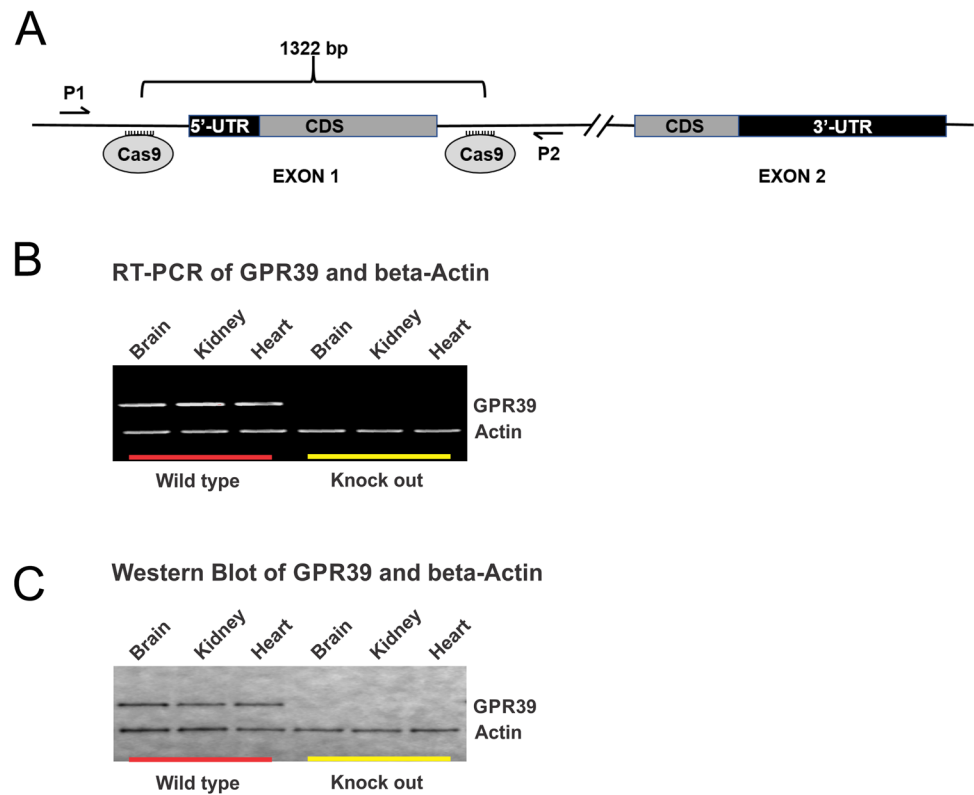 A
1322 bp
P1
5'-UTR CDS CDS 3'-UTR
Cas9 Cas9 P2
EXON 1 EXON 2
B
RT-PCR of GPR39 and beta-Actin
Brain Kidney Heart Brain Kidney Heart
GPR39
Actin
Wild type Knock out
C
Western Blot of GPR39 and beta-Actin
Brain Kidney Heart Brain Kidney Heart
GPR39
Actin
Wild type Knock out